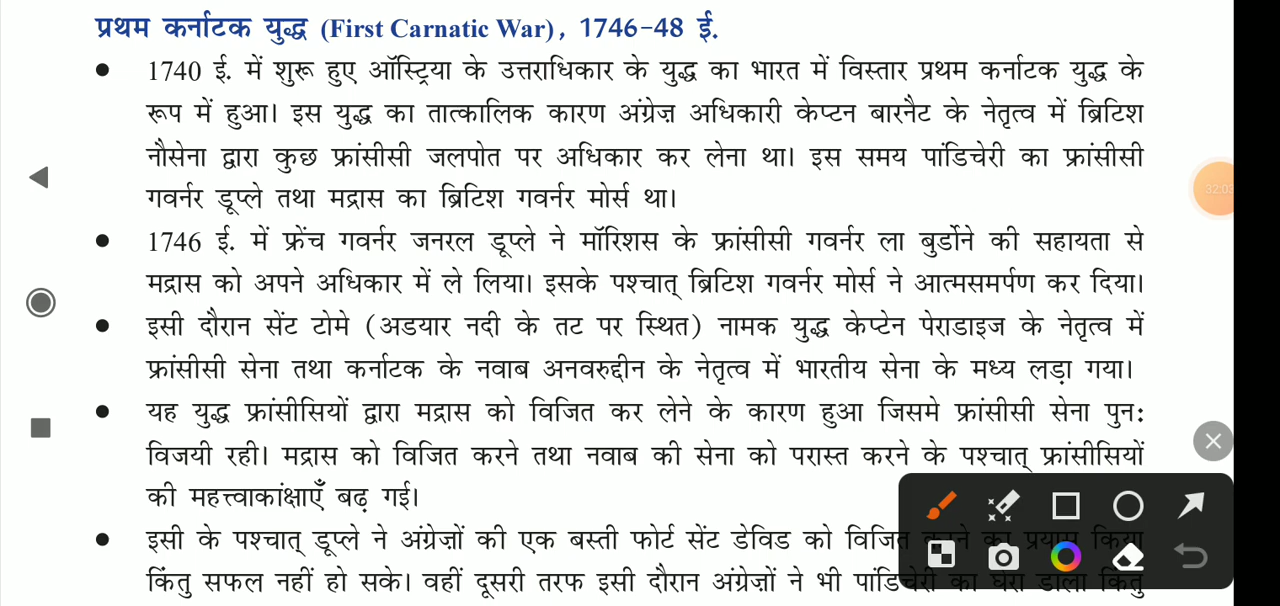 प्रथम कर्नाटक युद्ध (First Carnatic War), 1746-48 ई.
● 1740 ई. में शुरू हुए ऑस्ट्रिया के उत्तराधिकार के युद्ध का भारत में विस्तार प्रथम कर्नाटक युद्ध के
रूप में हुआ। इस युद्ध का तात्कालिक कारण अंग्रेज़ अधिकारी केप्टन बारनैट के नेतृत्व में ब्रिटिश
नौसेना द्वारा कुछ फ्रांसीसी जलपोत पर अधिकार कर लेना था। इस समय पांडिचेरी का फ्रांसीसी
गवर्नर डूप्ले तथा मद्रास का ब्रिटिश गवर्नर मोर्स था।
● 1746 ई. में फ्रेंच गवर्नर जनरल डूप्ले ने मॉरिशस के फ्रांसीसी गवर्नर ला बुर्डोने की सहायता से
मद्रास को अपने अधिकार में ले लिया। इसके पश्चात् ब्रिटिश गवर्नर मोर्स ने आत्मसमर्पण कर दिया।
● इसी दौरान सेंट टोमे (अडयार नदी के तट पर स्थित) नामक युद्ध केप्टेन पेराडाइज के नेतृत्व में
फ्रांसीसी सेना तथा कर्नाटक के नवाब अनवरुद्दीन के नेतृत्व में भारतीय सेना के मध्य लड़ा गया।
● यह युद्ध फ्रांसीसियों द्वारा मद्रास को विजित कर लेने के कारण हुआ जिसमे फ्रांसीसी सेना पुन:
विजयी रही। मद्रास को विजित करने तथा नवाब की सेना को परास्त करने के पश्चात् फ्रांसीसियों
की महत्त्वाकांक्षाएँ बढ़ गई।
● इसी के पश्चात् डूप्ले ने अंग्रेज़ों की एक बस्ती फोर्ट सेंट डेविड को विजित करने का प्रयास किया
किंतु सफल नहीं हो सके। वहीं दूसरी तरफ इसी दौरान अंग्रेज़ों ने भी पांडिचेरी का घेरा डाला किंतु
32:03